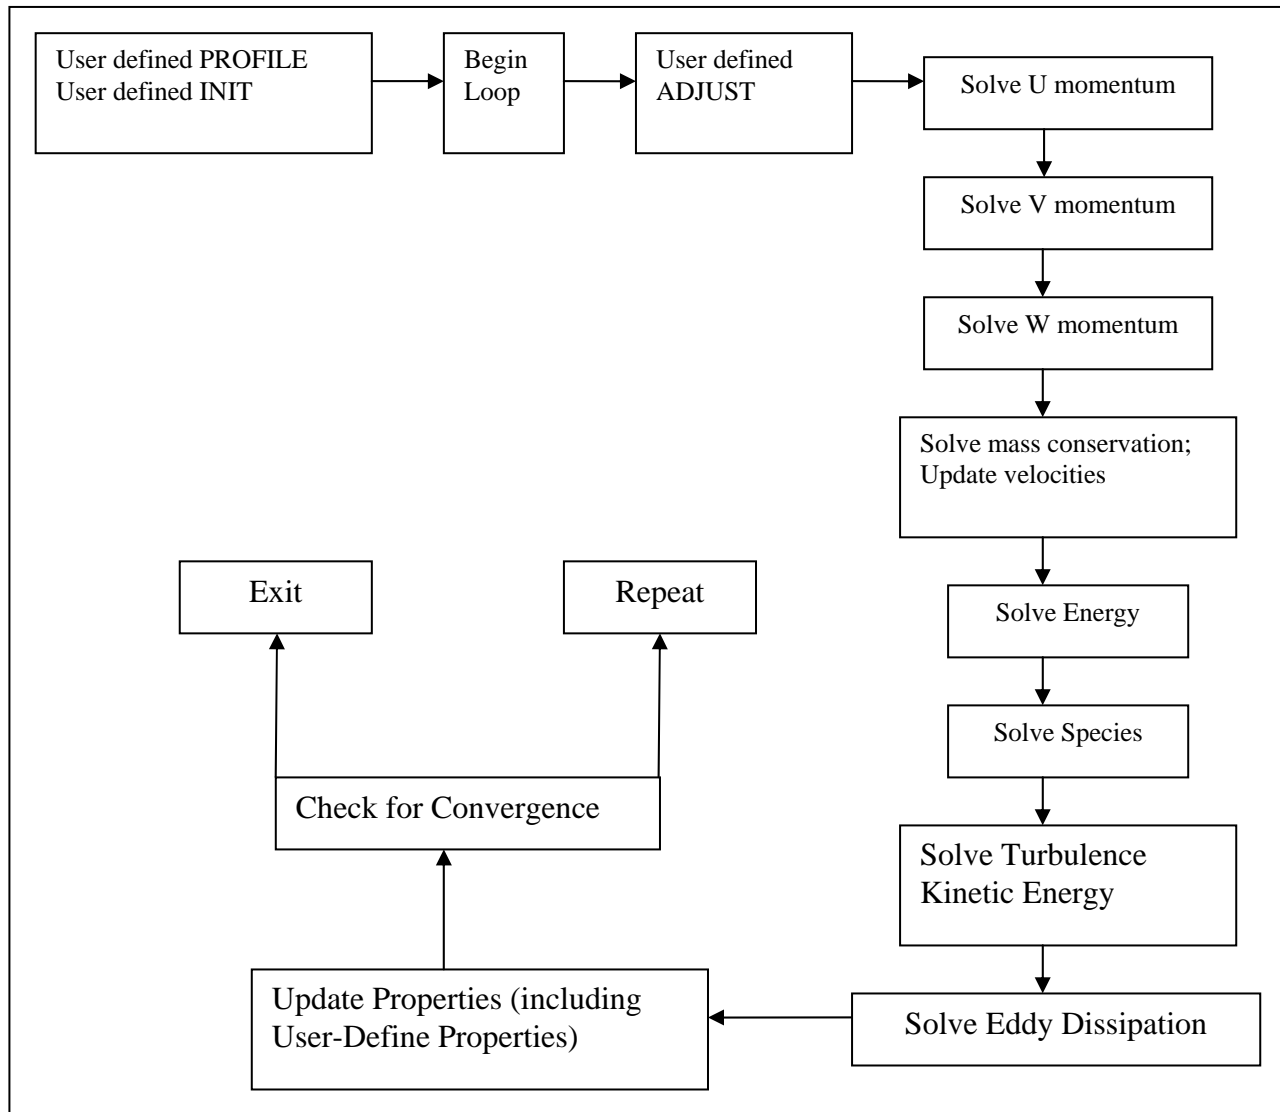 User defined PROFILE
User defined INIT
Begin
Loop
User defined
ADJUST
Solve U momentum
Solve V momentum
Solve W momentum
Solve mass conservation;
Update velocities
Exit
Repeat
Solve Energy
Solve Species
Check for Convergence
Solve Turbulence
Kinetic Energy
Update Properties (including
User-Define Properties)
Solve Eddy Dissipation